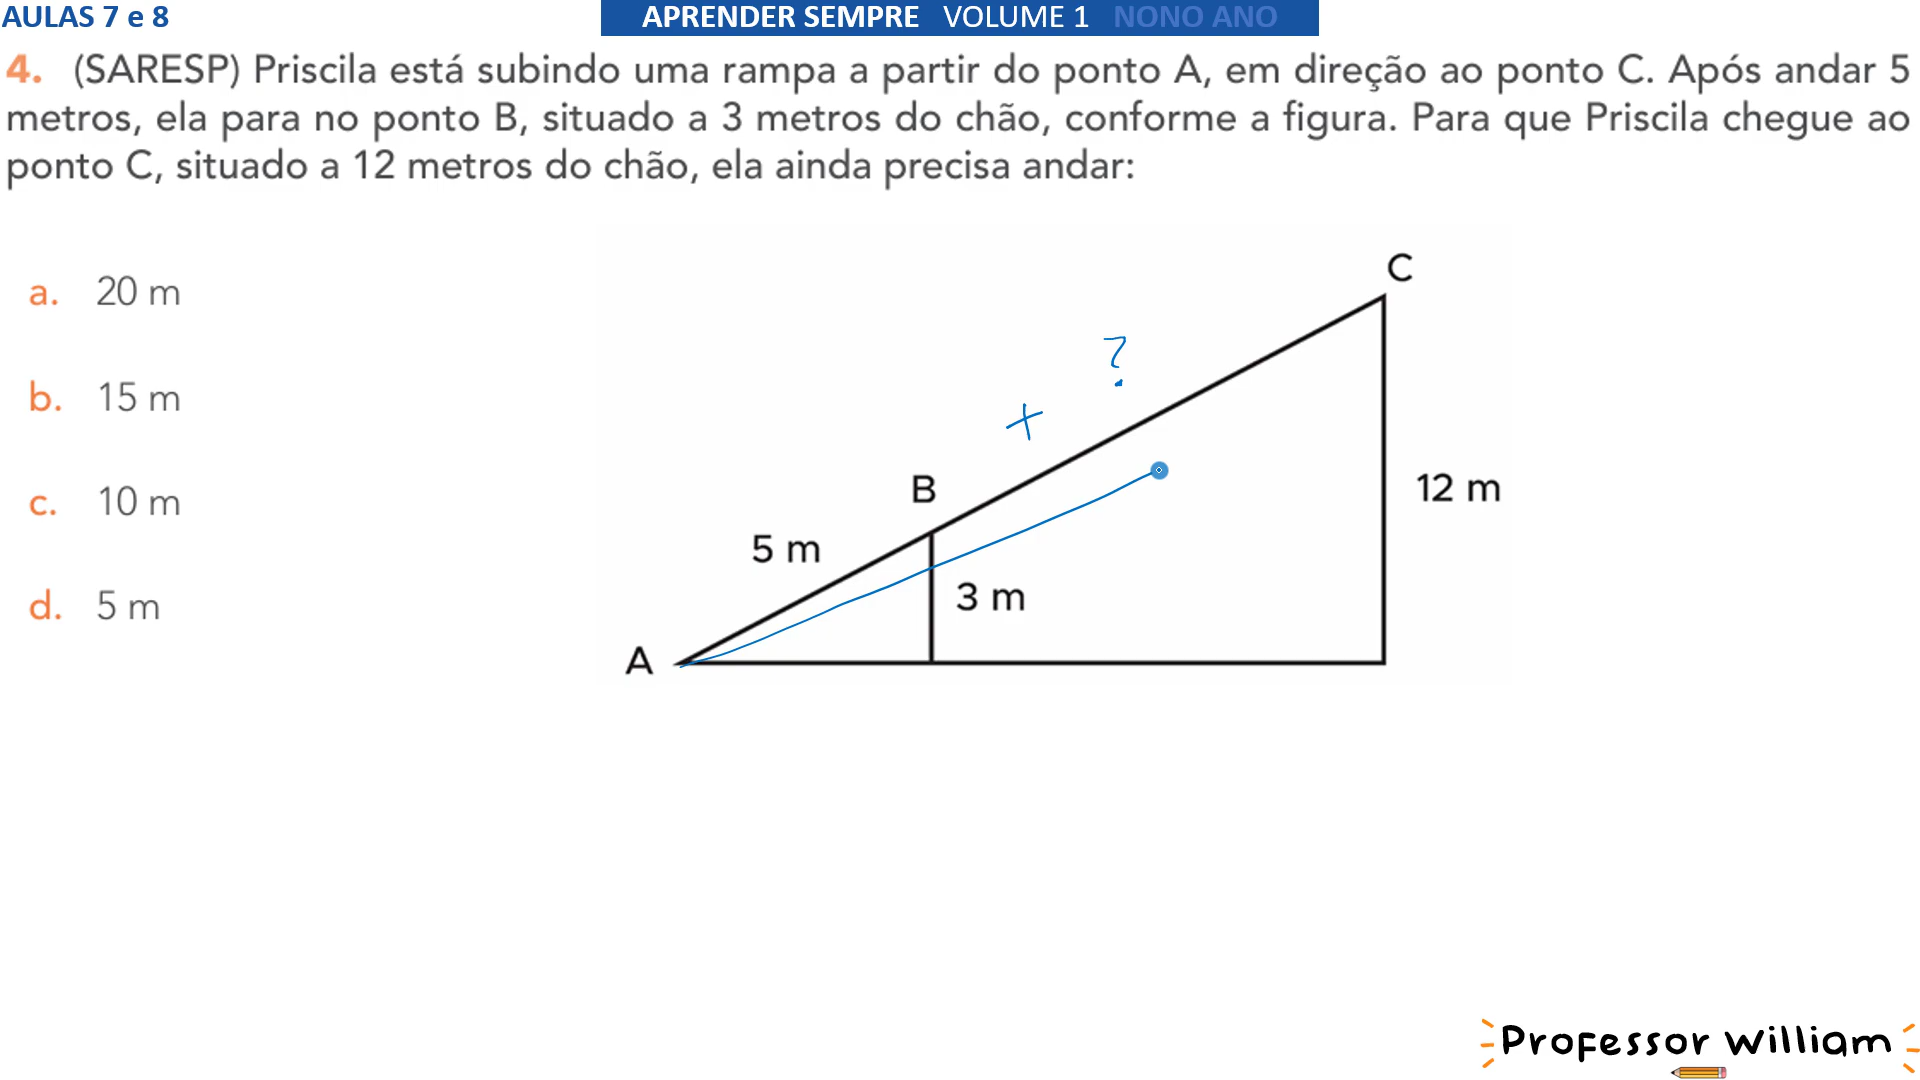 AULAS 7 e 8
APRENDER SEMPRE VOLUME 1 NONO ANO
4. (SARESP) Priscila está subindo uma rampa a partir do ponto A, em direção ao ponto C. Após andar 5
metros, ela para no ponto B, situado a 3 metros do chão, conforme a figura. Para que Priscila chegue ao
ponto C, situado a 12 metros do chão, ela ainda precisa andar:
a. 20 m
b. 15 m
c. 10 m
d. 5 m
C
?
+
B
12 m
5 m
3 m
A
Professor William